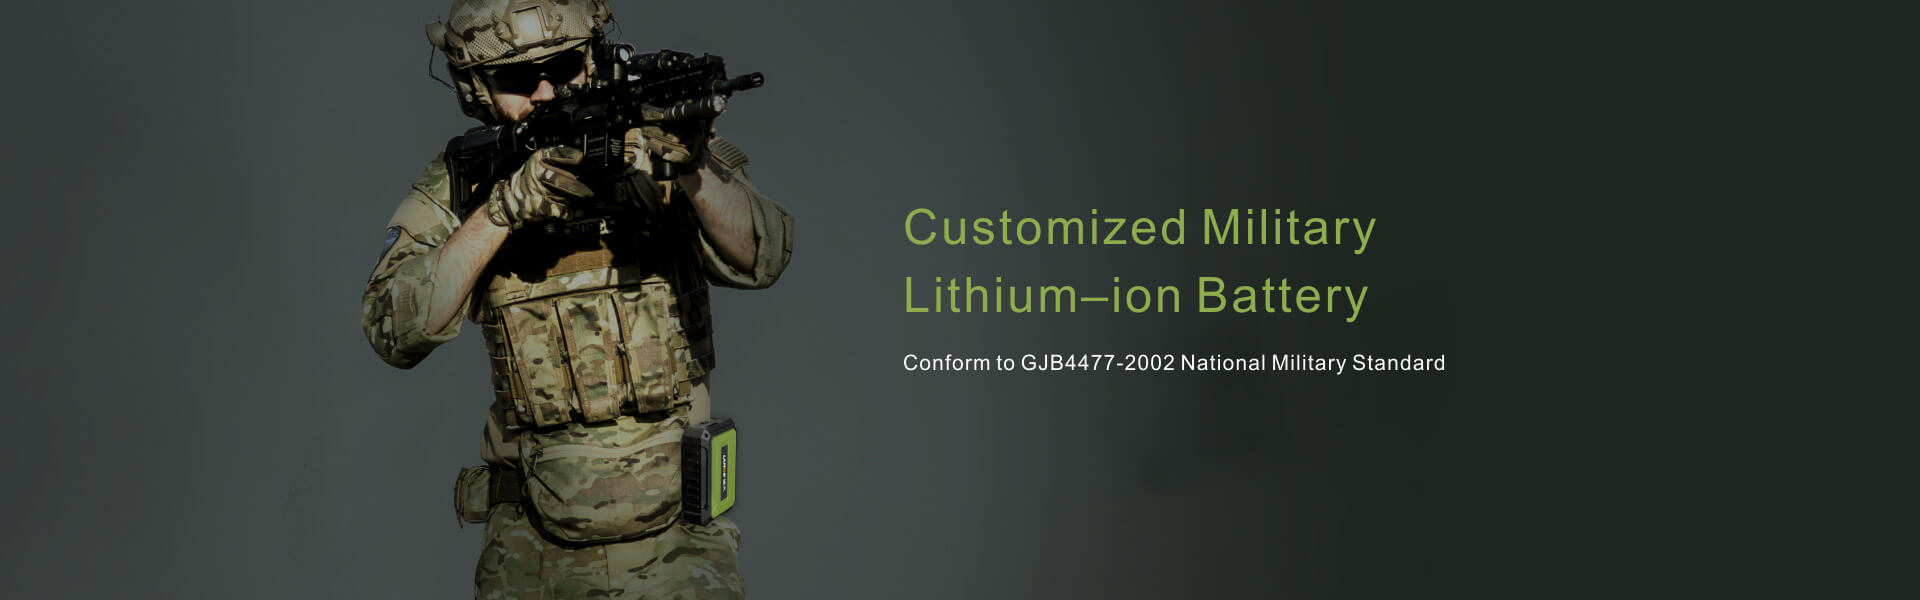 Customized Military
Lithium–ion Battery
Conform to GJB4477-2002 National Military Standard